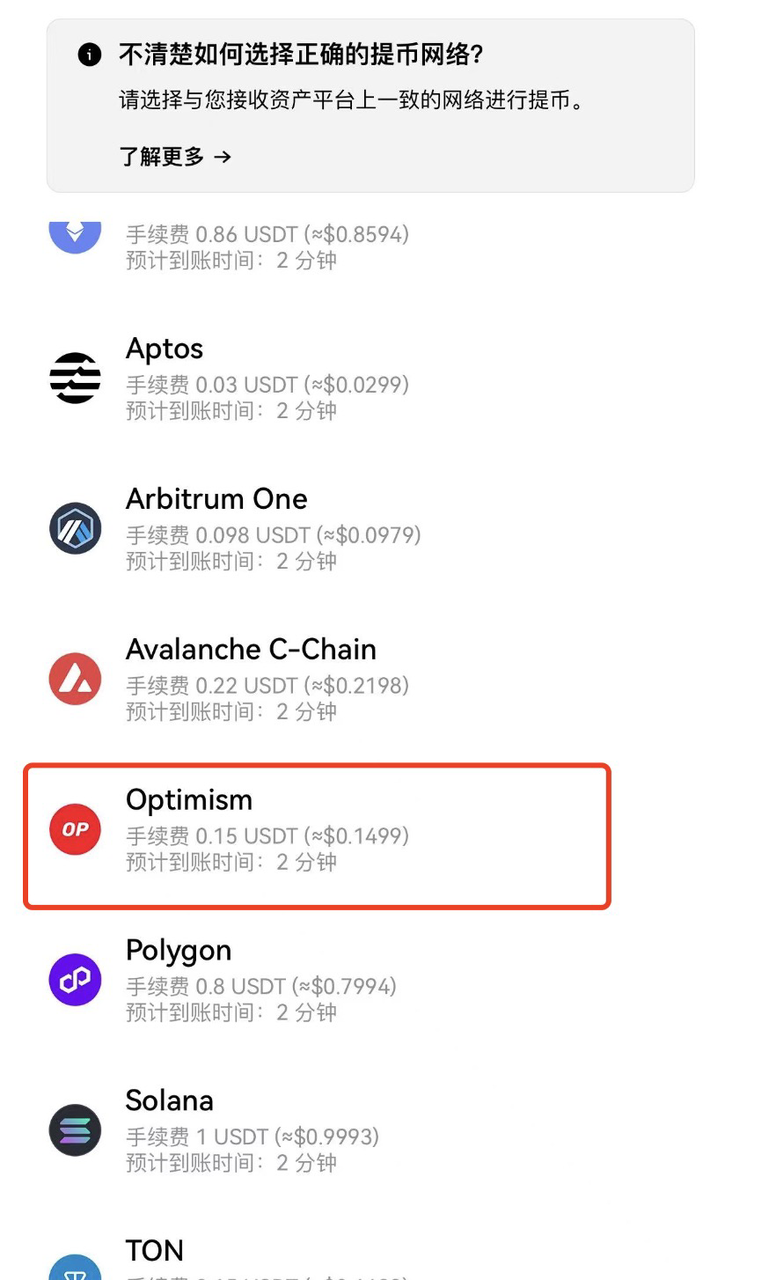 不清楚如何选择正确的提币网络?
请选择与您接收资产平台上一致的网络进行提币。
了解更多 →
手续费 0.86 USDT (≈$0.8594)
预计到账时间：2 分钟
Aptos
手续费 0.03 USDT (≈$0.0299)
预计到账时间：2 分钟
Arbitrum One
手续费 0.098 USDT (≈$0.0979)
预计到账时间：2 分钟
Avalanche C-Chain
手续费 0.22 USDT (≈$0.2198)
预计到账时间：2 分钟
OP
Optimism
手续费 0.15 USDT (≈$0.1499)
预计到账时间：2 分钟
Polygon
手续费 0.8 USDT (≈$0.7994)
预计到账时间：2 分钟
Solana
手续费 1 USDT (≈$0.9993)
预计到账时间：2 分钟
TON